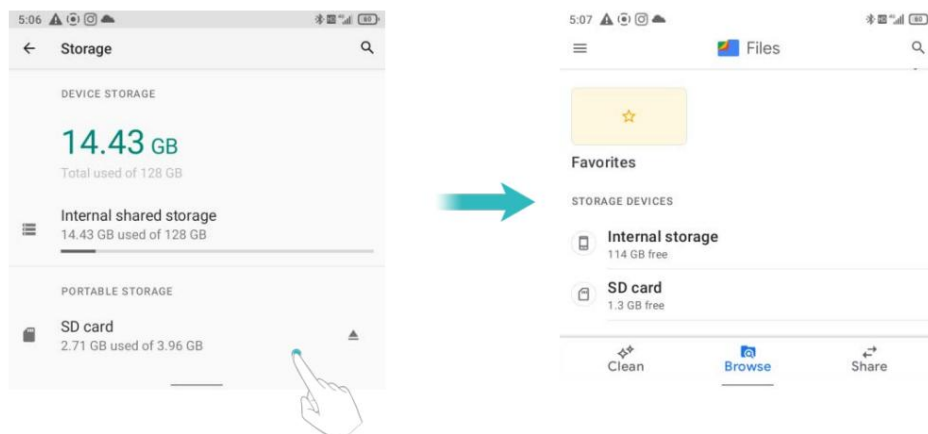 5:06
Storage
DEVICE STORAGE
14.43 GB
Total used of 128 GB
Internal shared storage
14.43 GB used of 128 GB
PORTABLE STORAGE
SD card
2.71 GB used of 3.96 GB
5:07
Files
Favorites
STORAGE DEVICES
Internal storage
114 GB free
SD card
1.3 GB free
Clean
Browse
Share